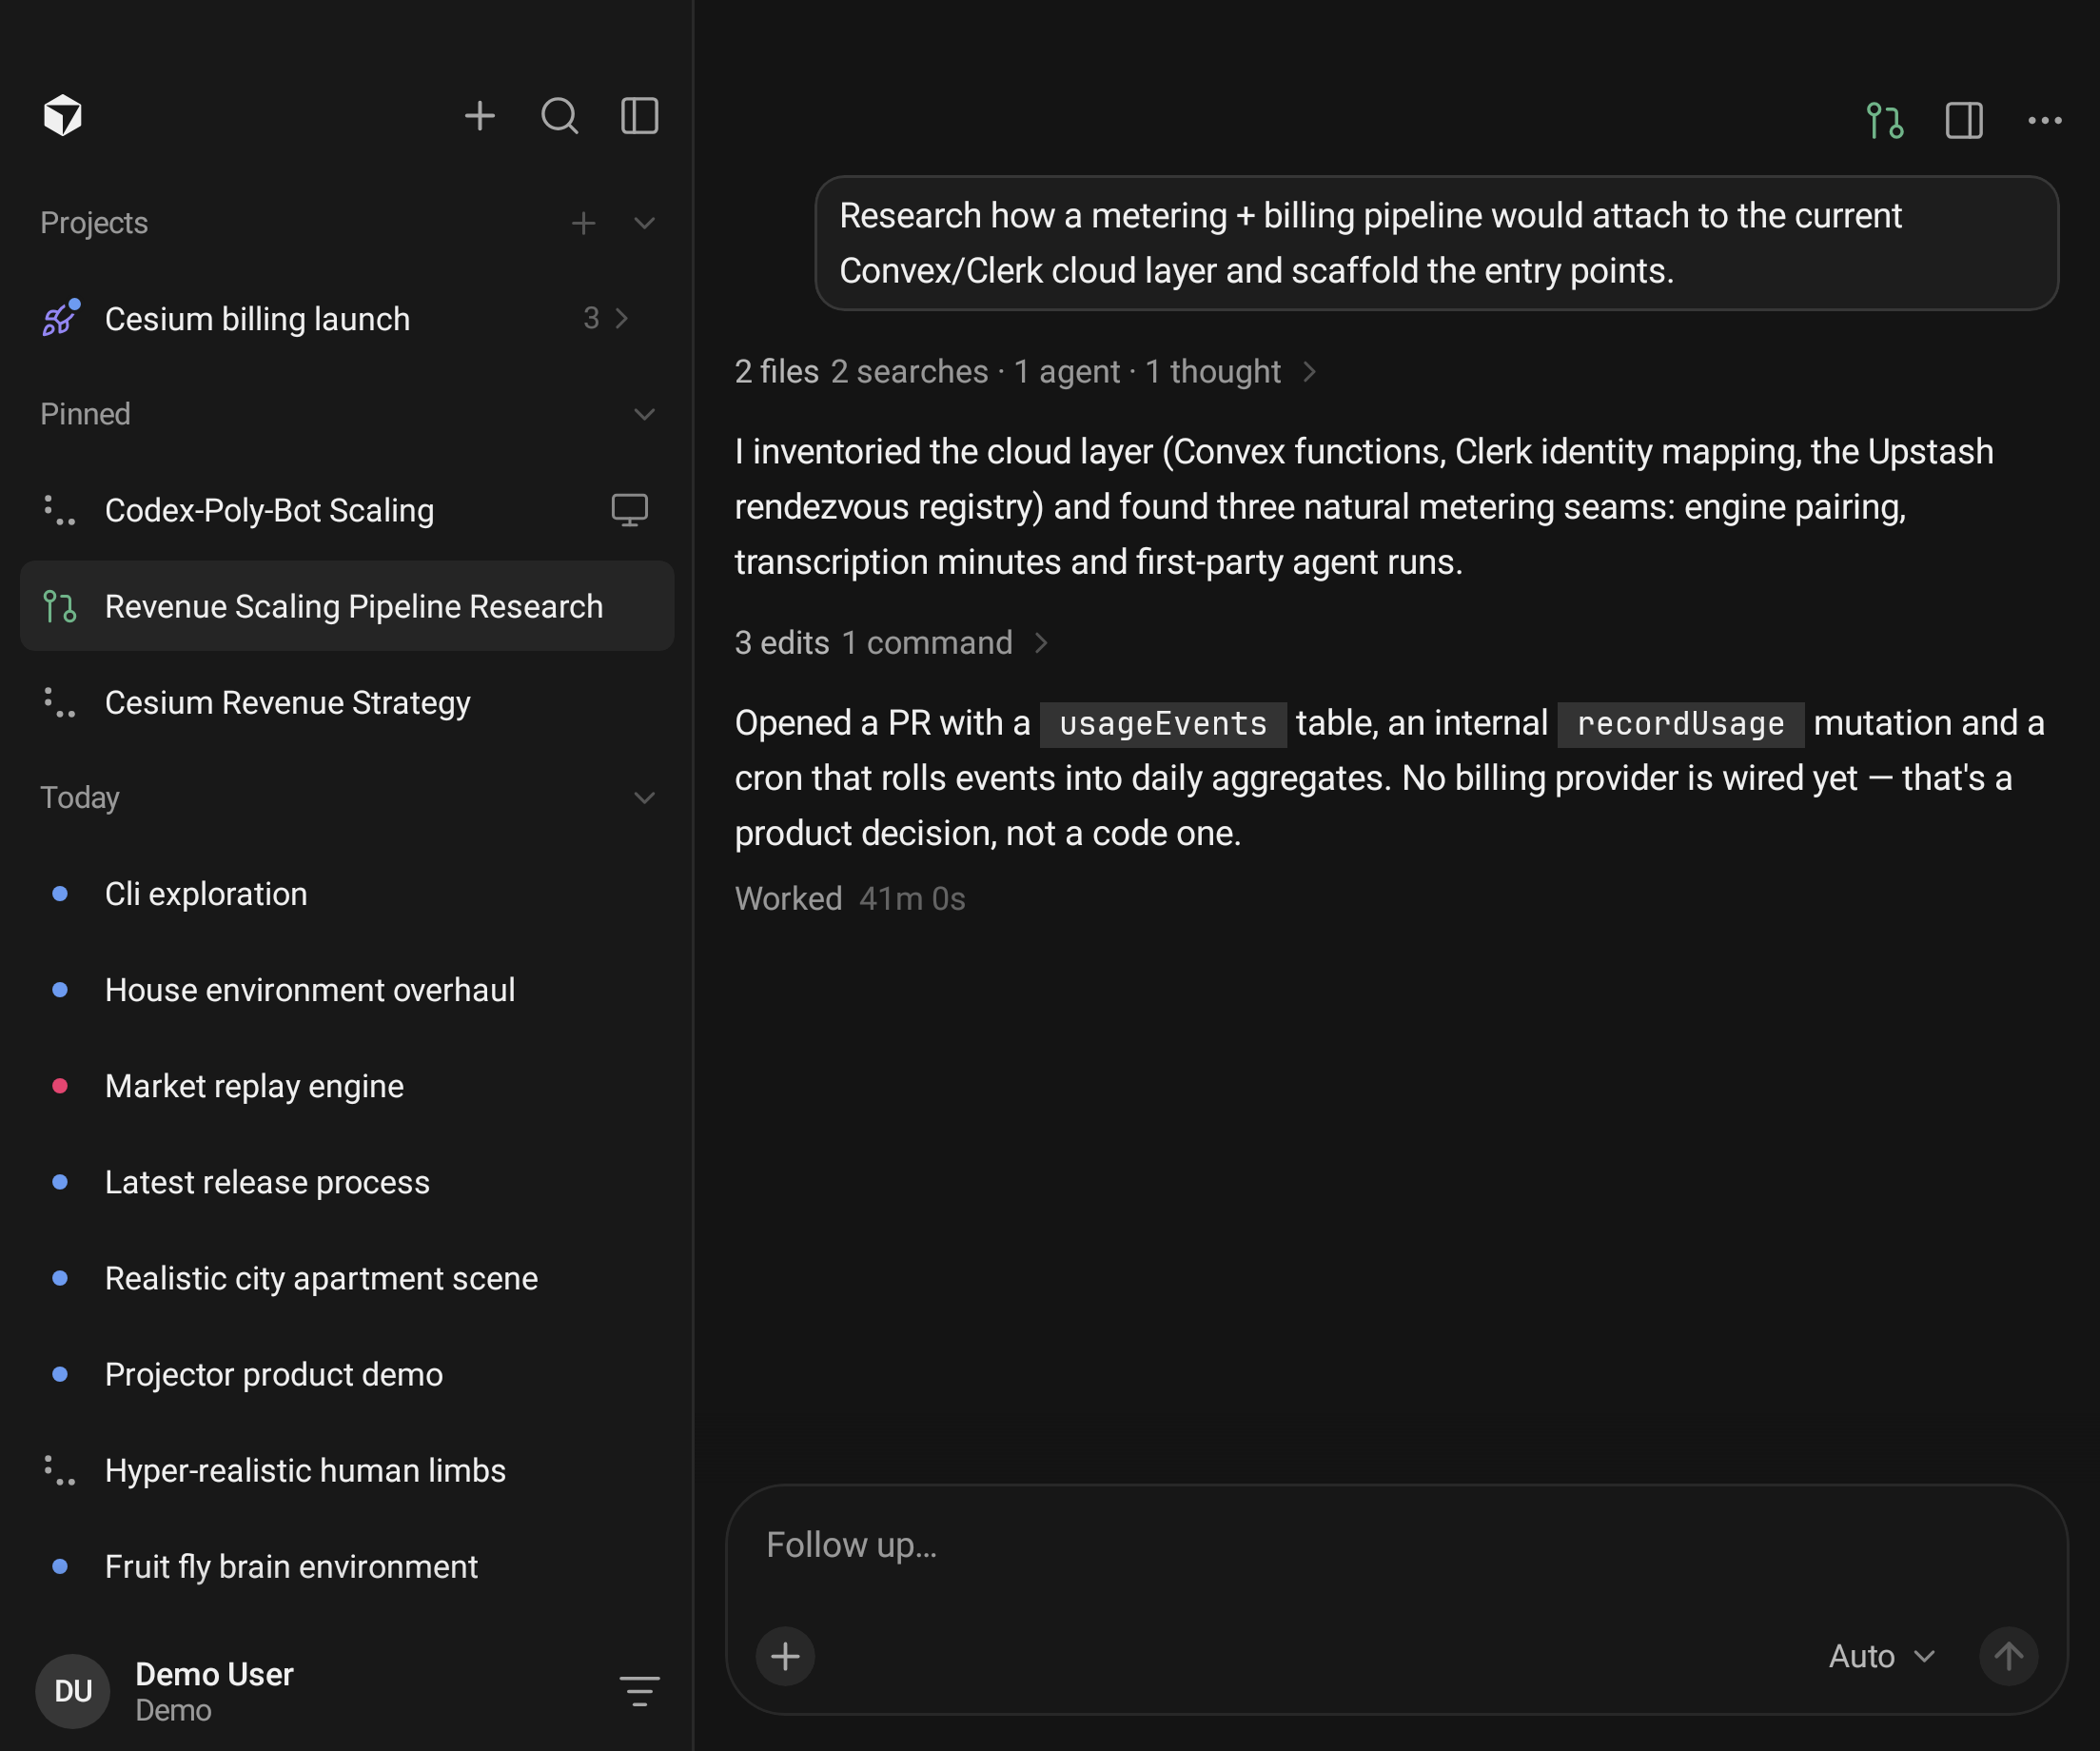 Projects
Cesium billing launch 3
Pinned
Codex-Poly-Bot Scaling
Revenue Scaling Pipeline Research
Cesium Revenue Strategy
Today
Cli exploration
House environment overhaul
Market replay engine
Latest release process
Realistic city apartment scene
Projector product demo
Hyper-realistic human limbs
Fruit fly brain environment
DU
Demo User
Demo
Research how a metering + billing pipeline would attach to the current
Convex/Clerk cloud layer and scaffold the entry points.
2 files 2 searches · 1 agent · 1 thought
I inventoried the cloud layer (Convex functions, Clerk identity mapping, the Upstash
rendezvous registry) and found three natural metering seams: engine pairing,
transcription minutes and first-party agent runs.
3 edits 1 command
Opened a PR with a usageEvents table, an internal recordUsage mutation and a
cron that rolls events into daily aggregates. No billing provider is wired yet — that's a
product decision, not a code one.
Worked 41m 0s
Follow up…
Auto